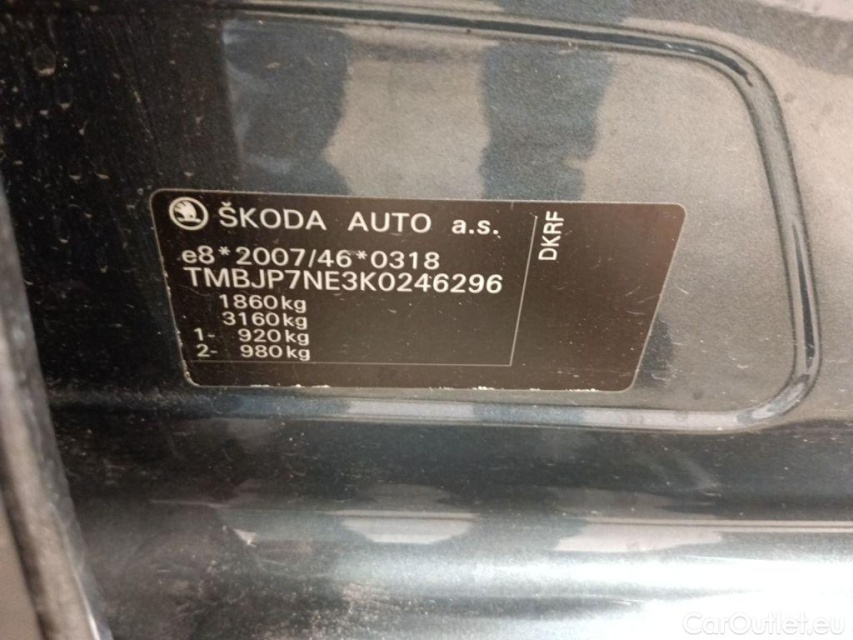 ŠKODA AUTO a.s.
e8*2007/46*0318
TMBJP7NE3K0246296
1860kg
3160kg
1- 920kg
2- 980kg
DKRF
CarOutlet.eu